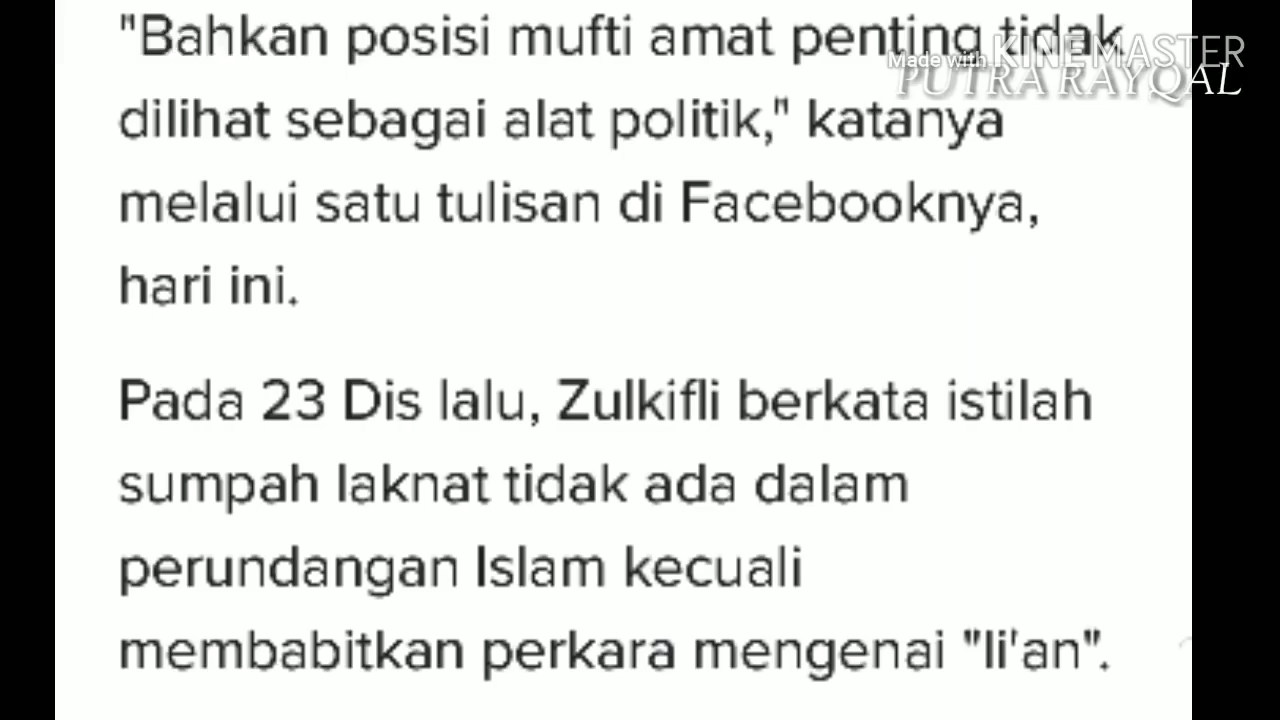 "Bahkan posisi mufti amat penting tidak
Made with KINEMASTER
PUTRA RAYQAL
dilihat sebagai alat politik," katanya
melalui satu tulisan di Facebooknya,
hari ini.
Pada 23 Dis lalu, Zulkifli berkata istilah
sumpah laknat tidak ada dalam
perundangan Islam kecuali
membabitkan perkara mengenai "li'an".